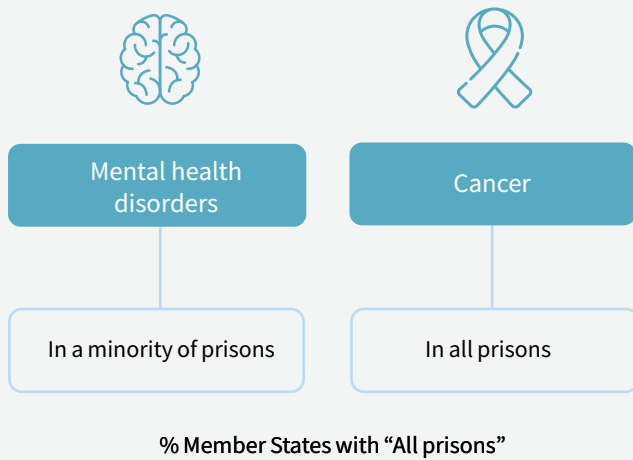 Mental health
disorders
Cancer
In a minority of prisons
In all prisons
% Member States with “All prisons”